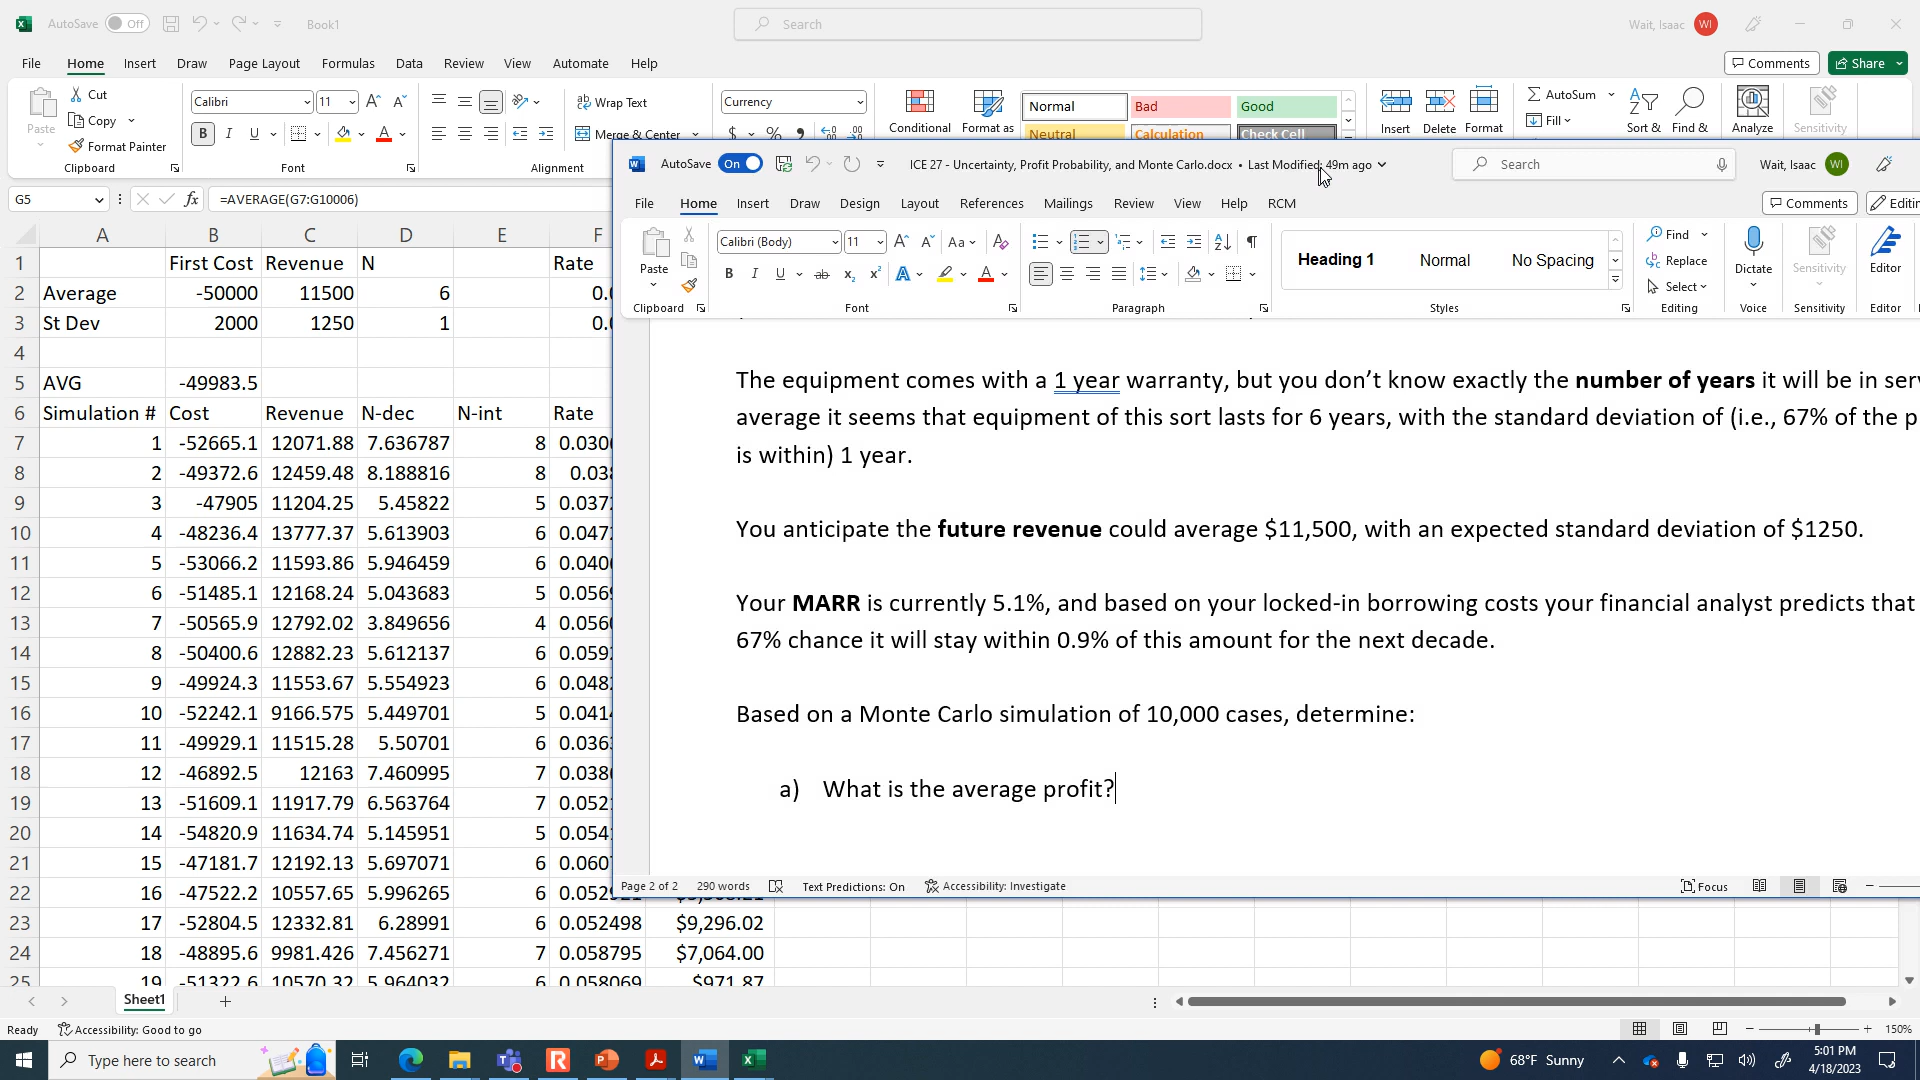 AutoSave Off Book1 Search Wait, Isaac WI
File Home Insert Draw Page Layout Formulas Data Review View Automate Help Comments Share
Paste Cut Copy Format Painter Clipboard
Calibri 11 Font
Wrap Text Merge & Center Alignment
Currency
Conditional Format as Normal Bad Good Neutral Calculation Check Cell
Insert Delete Format AutoSum Fill Sort & Find & Analyze Sensitivity
G5 =AVERAGE(G7:G10006)
A B C D E F
1 First Cost Revenue N Rate
2 Average -50000 11500 6
3 St Dev 2000 1250 1
4
5 AVG -49983.5
6 Simulation # Cost Revenue N-dec N-int Rate
7 1 -52665.1 12071.88 7.636787 8
8 2 -49372.6 12459.48 8.188816 8
9 3 -47905 11204.25 5.45822 5
10 4 -48236.4 13777.37 5.613903 6
11 5 -53066.2 11593.86 5.946459 6
12 6 -51485.1 12168.24 5.043683 5
13 7 -50565.9 12792.02 3.849656 4
14 8 -50400.6 12882.23 5.612137 6
15 9 -49924.3 11553.67 5.554923 6
16 10 -52242.1 9166.575 5.449701 5
17 11 -49929.1 11515.28 5.50701 6
18 12 -46892.5 12163 7.460995 7
19 13 -51609.1 11917.79 6.563764 7
20 14 -54820.9 11634.74 5.145951 5
21 15 -47181.7 12192.13 5.697071 6
22 16 -47522.2 10557.65 5.996265 6
23 17 -52804.5 12332.81 6.28991 6 0.052498 $9,296.02
24 18 -48895.6 9981.426 7.456271 7 0.058795 $7,064.00
25 19 -51322.6 10570.32 5.964032 6 0.058069 $971.87
AutoSave On ICE 27 - Uncertainty, Profit Probability, and Monte Carlo.docx • Last Modified: 49m ago Search Wait, Isaac WI
File Home Insert Draw Design Layout References Mailings Review View Help RCM Comments
Paste Clipboard
Calibri (Body) 11 Font
Paragraph
Heading 1 Normal No Spacing Styles
Find Replace Select Editing
Dictate Voice
Sensitivity Sensitivity
Editor Editor
The equipment comes with a 1 year warranty, but you don’t know exactly the number of years it will be in
average it seems that equipment of this sort lasts for 6 years, with the standard deviation of (i.e., 67% of the
is within) 1 year.
You anticipate the future revenue could average $11,500, with an expected standard deviation of $1250.
Your MARR is currently 5.1%, and based on your locked-in borrowing costs your financial analyst predicts that
67% chance it will stay within 0.9% of this amount for the next decade.
Based on a Monte Carlo simulation of 10,000 cases, determine:
a) What is the average profit?
Page 2 of 2 290 words Text Predictions: On Accessibility: Investigate Focus
Sheet1
Ready Accessibility: Good to go 150%
Type here to search 68°F Sunny 5:01 PM
4/18/2023